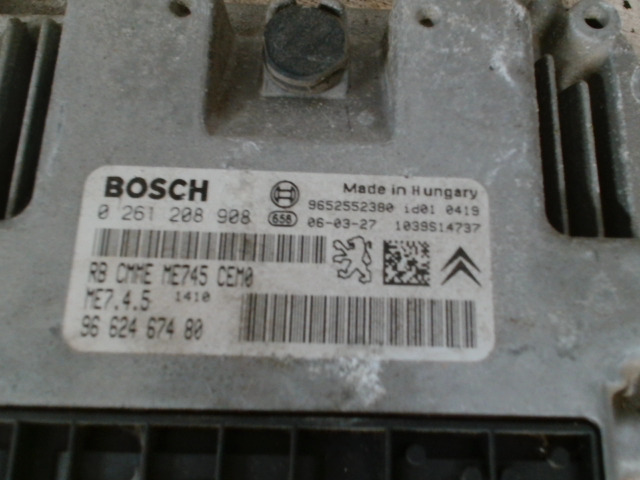 BOSCH
Made in Hungary
0 261 208 908
9652552380 id01 0419
656
06-03-27 1039S14737
RB CMME ME745 CEM0
ME7.4.5 1410
96 624 674 80